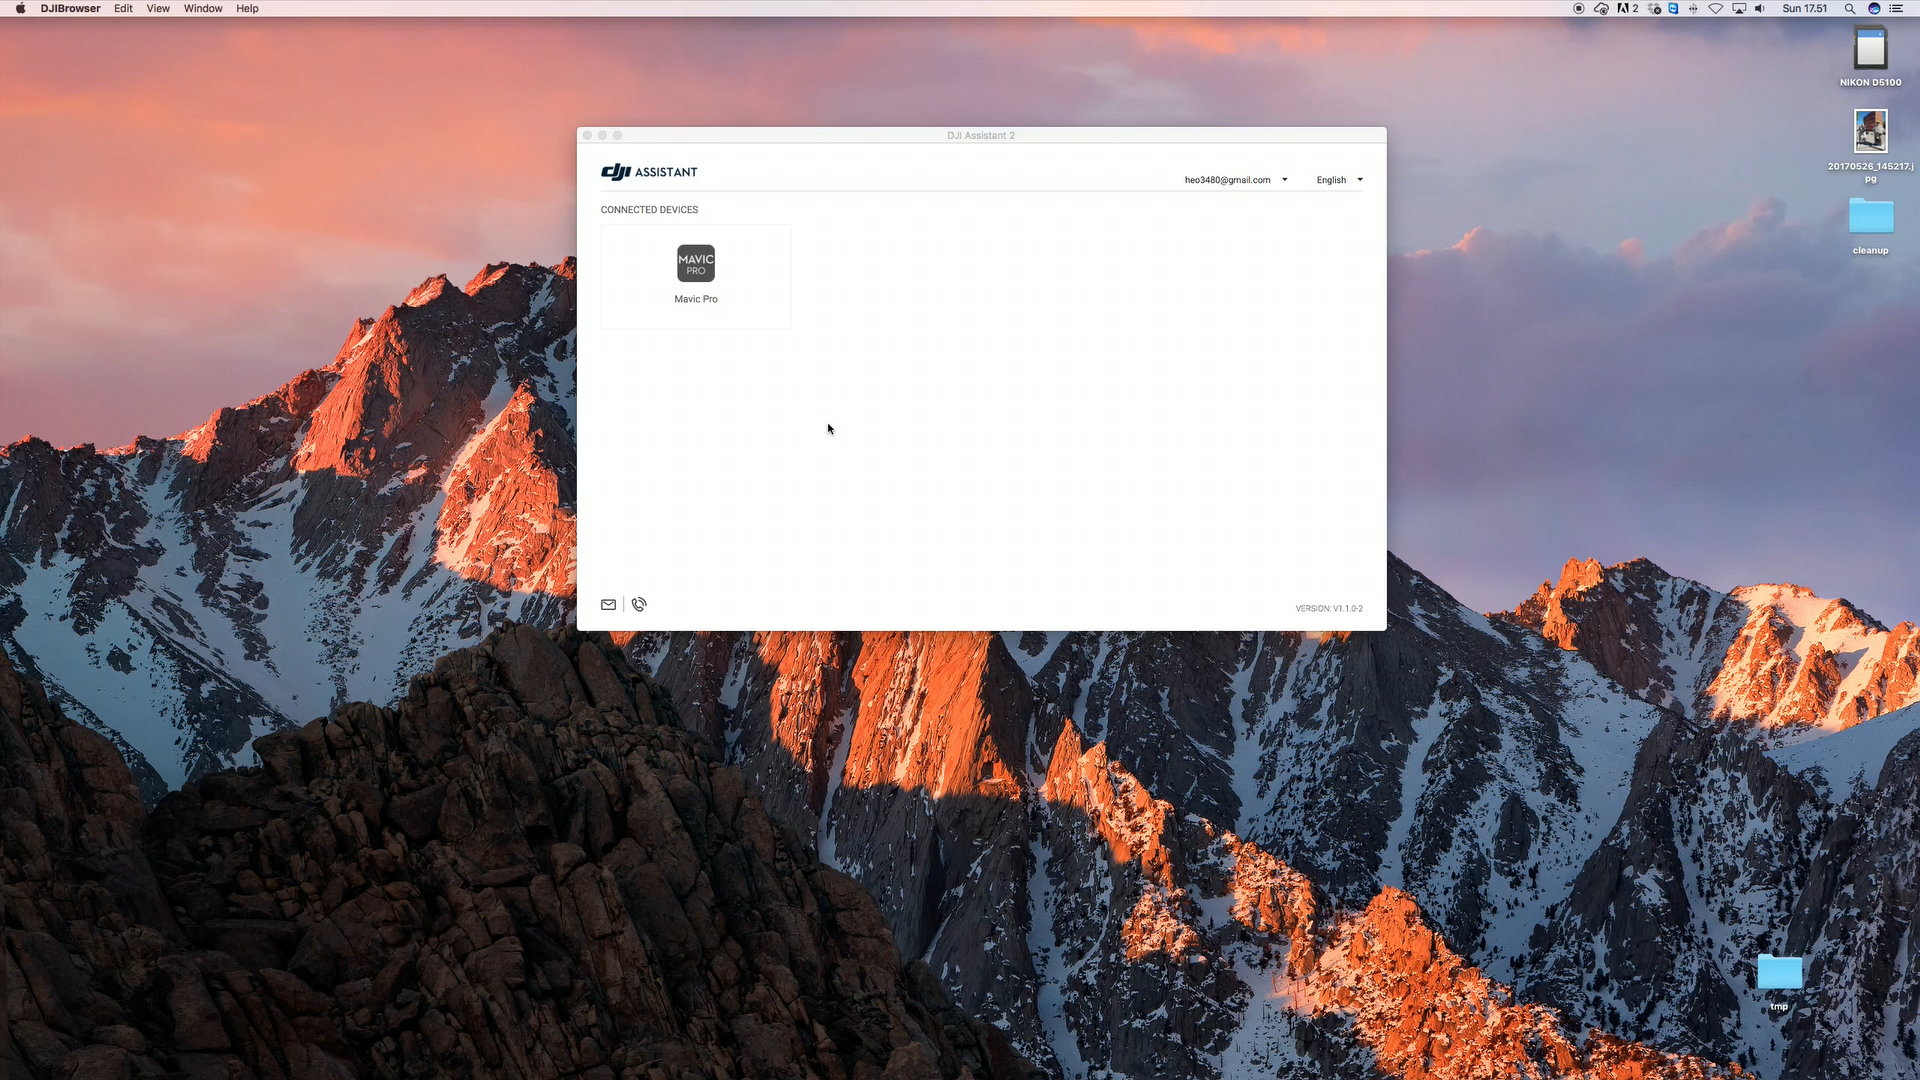 DJIBrowser Edit View Window Help
2 Sun 17.51
NIKON D5100
20170526_145217.j
pg
cleanup
DJI Assistant 2
dji ASSISTANT
heo3480@gmail.com English
CONNECTED DEVICES
MAVIC
PRO
Mavic Pro
VERSION: V1.1.0-2
tmp